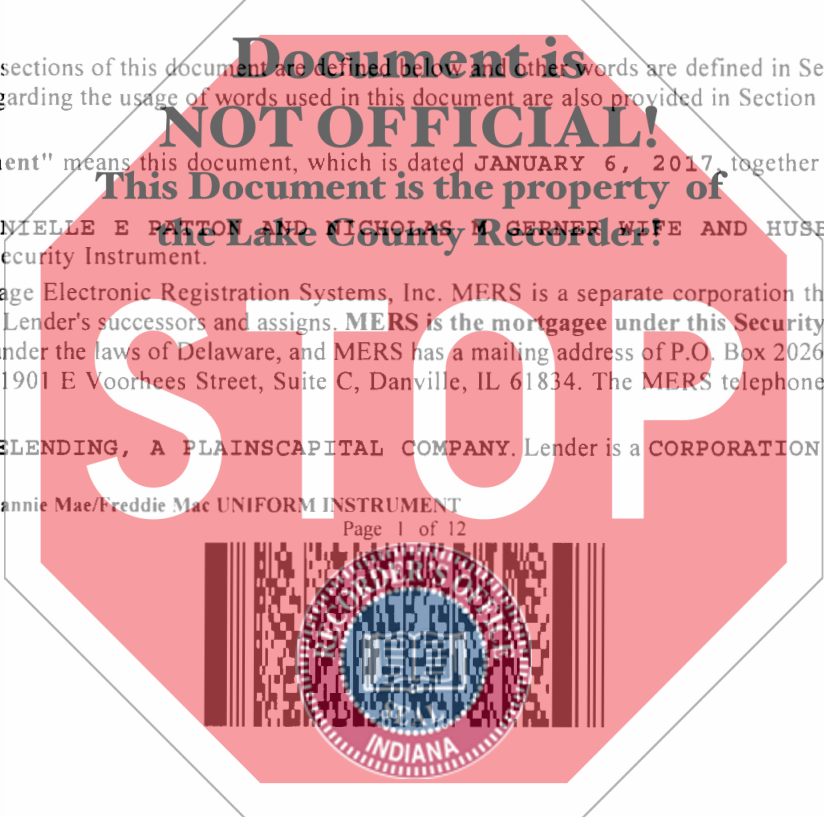 Document is
sections of this document are defined below and other words are defined in Se
garding the usage of words used in this document are also provided in Section
NOT OFFICIAL!
ent" means this document, which is dated JANUARY 6, 2017, together
This Document is the property of
NIELLE E PATTON AND NICHOLAS M GERNER WIFE AND HUSB
the Lake County Recorder!
ecurity Instrument.
age Electronic Registration Systems, Inc. MERS is a separate corporation th
Lender's successors and assigns. MERS is the mortgagee under this Security
nder the laws of Delaware, and MERS has a mailing address of P.O. Box 2026
1901 E Voorhees Street, Suite C, Danville, IL 61834. The MERS telephone
STOP
ELENDING, A PLAINSCAPITAL COMPANY. Lender is a CORPORATION
annie Mae/Freddie Mac UNIFORM INSTRUMENT
Page 1 of 12
RECORDER'S OFFICE
SEAL
INDIANA